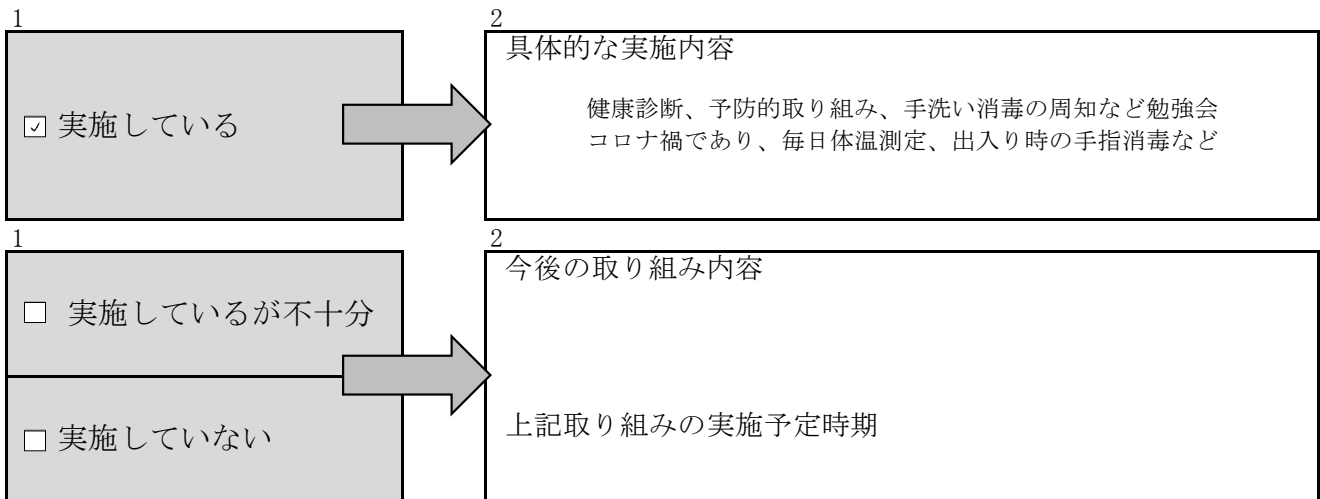 1
2
☑ 実施している
具体的な実施内容
健康診断、予防的取り組み、手洗い消毒の周知など勉強会
コロナ禍であり、毎日体温測定、出入り時の手指消毒など
1
2
☐ 実施しているが不十分
☐ 実施していない
今後の取り組み内容
上記取り組みの実施予定時期